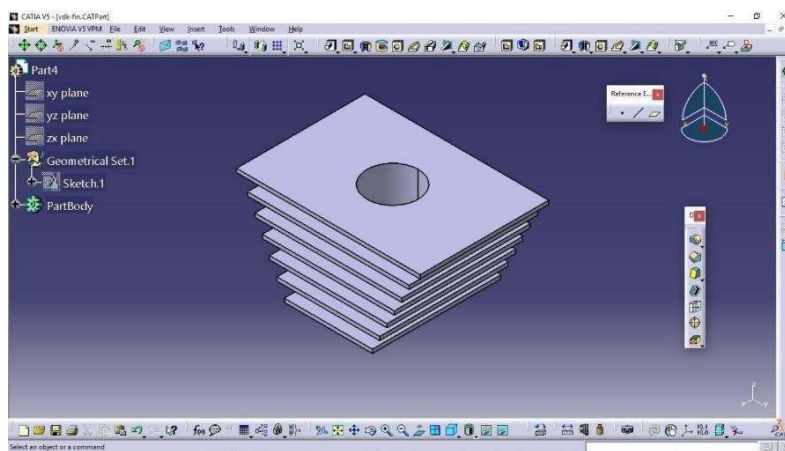 CATIA V5 - [vdk-fin.CATPart]
Start ENOVIA V5 VPM File Edit View Insert Tools Window Help
Part4
xy plane
yz plane
zx plane
Geometrical Set.1
Sketch.1
PartBody
Reference E...
D...
Select an object or a command